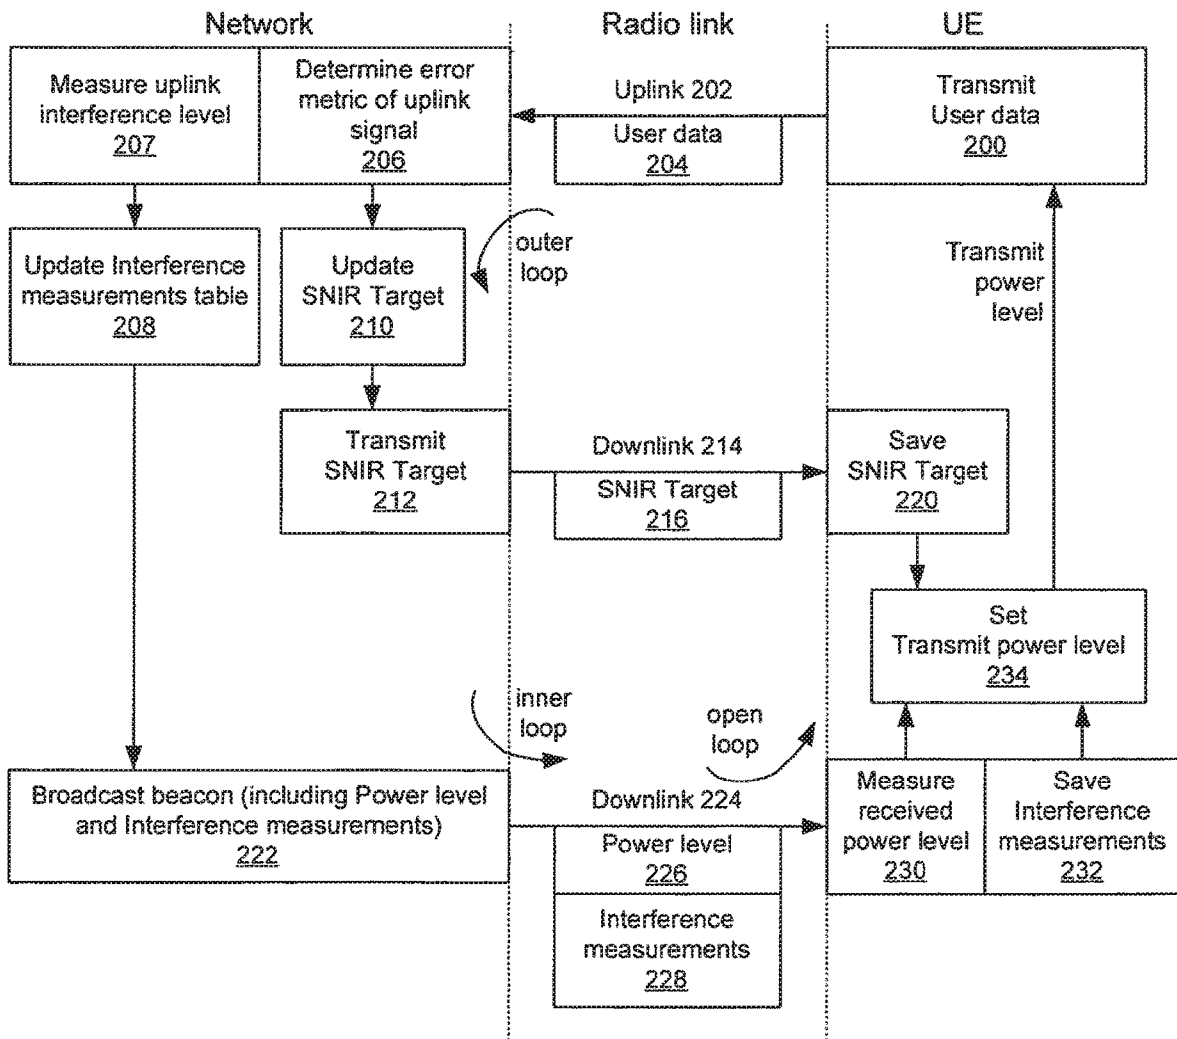 Network
Radio link
UE
Measure uplink
interference level
207
Determine error
metric of uplink
signal
206
Uplink 202
User data
204
Transmit
User data
200
Update Interference
measurements table
208
Update
SNIR Target
210
outer
loop
Transmit
power
level
Transmit
SNIR Target
212
Downlink 214
SNIR Target
216
Save
SNIR Target
220
Set
Transmit power level
234
inner
loop
open
loop
Broadcast beacon (including Power level
and Interference measurements)
222
Downlink 224
Power level
226
Interference
measurements
228
Measure
received
power level
230
Save
Interference
measurements
232